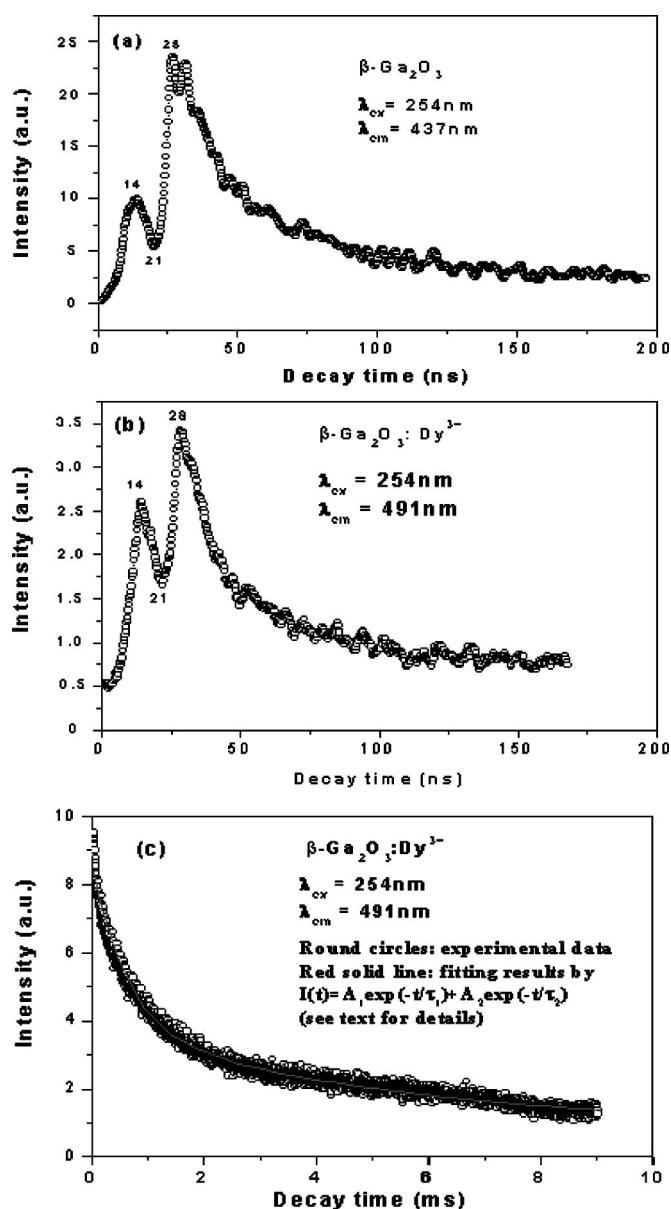 (a)
28
14
21
β-Ga₂O₃
λex = 254nm
λem = 437nm
Intensity (a.u.)
25
20
15
10
5
0
0 50 100 150 200
Decay time (ns)
(b)
28
14
21
β-Ga₂O₃: Dy³⁻
λex = 254nm
λem = 491nm
Intensity (a.u.)
3.5
3.0
2.5
2.0
1.5
1.0
0.5
0
0 50 100 150 200
Decay time (ns)
(c)
β-Ga₂O₃:Dy³⁻
λex = 254nm
λem = 491nm
Round circles: experimental data
Red solid line: fitting results by
I(t)=A₁exp(-t/τ₁)+A₂exp(-t/τ₂)
(see text for details)
Intensity (a.u.)
10
8
6
4
2
0
0 2 4 6 8 10
Decay time (ms)